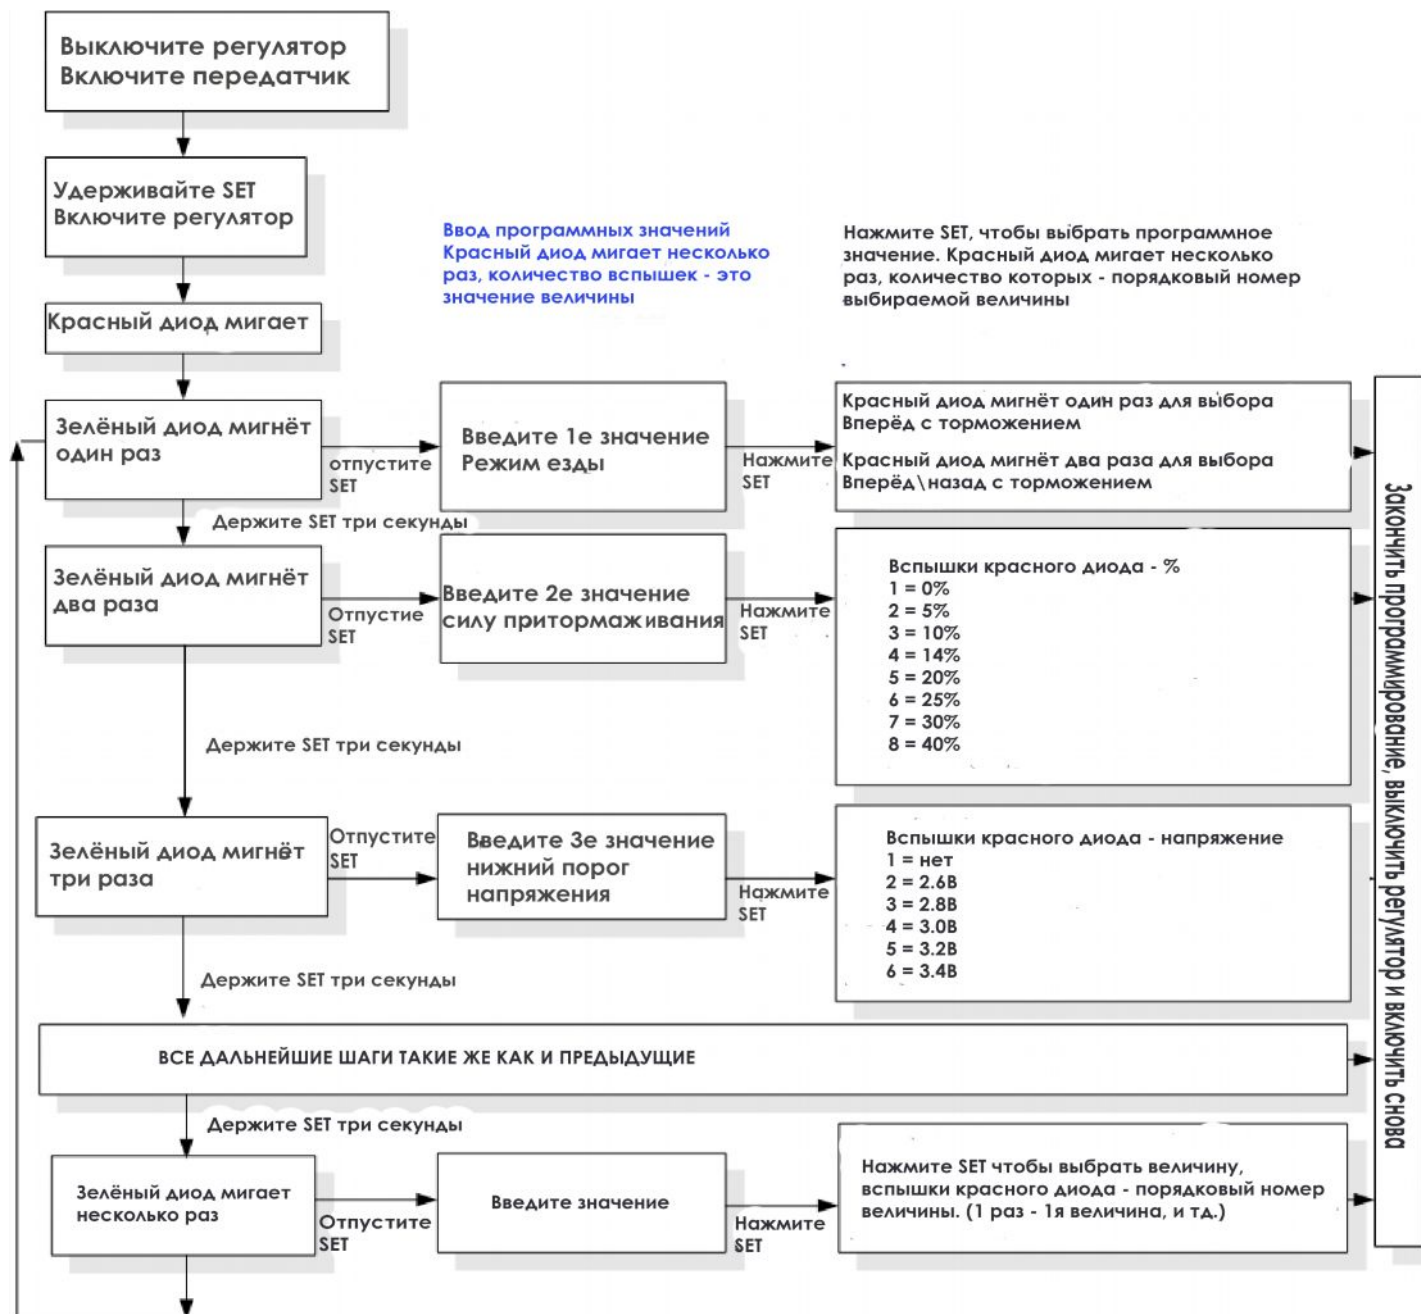 Выключите регулятор
Включите передатчик
Удерживайте SET
Включите регулятор
Ввод программных значений
Красный диод мигает несколько
раз, количество вспышек - это
значение величины
Нажмите SET, чтобы выбрать программное
значение. Красный диод мигает несколько
раз, количество которых - порядковый номер
выбираемой величины
Красный диод мигает
Зелёный диод мигнёт
один раз
отпустите
SET
Введите 1е значение
Режим езды
Нажмите
SET
Красный диод мигнёт один раз для выбора
Вперёд с торможением
Красный диод мигнёт два раза для выбора
Вперёд\назад с торможением
Держите SET три секунды
Зелёный диод мигнёт
два раза
Отпустие
SET
Введите 2е значение
силу притормаживания
Нажмите
SET
Вспышки красного диода - %
1 = 0%
2 = 5%
3 = 10%
4 = 14%
5 = 20%
6 = 25%
7 = 30%
8 = 40%
Держите SET три секунды
Зелёный диод мигнёт
три раза
Отпустите
SET
Введите 3е значение
нижний порог
напряжения
Нажмите
SET
Вспышки красного диода - напряжение
1 = нет
2 = 2.6В
3 = 2.8В
4 = 3.0В
5 = 3.2В
6 = 3.4В
Держите SET три секунды
ВСЕ ДАЛЬНЕЙШИЕ ШАГИ ТАКИЕ ЖЕ КАК И ПРЕДЫДУЩИЕ
Держите SET три секунды
Зелёный диод мигает
несколько раз
Отпустите
SET
Введите значение
Нажмите
SET
Нажмите SET чтобы выбрать величину,
вспышки красного диода - порядковый номер
величины. (1 раз - 1я величина, и тд.)
Закончить программирование, выключить регулятор и включить снова